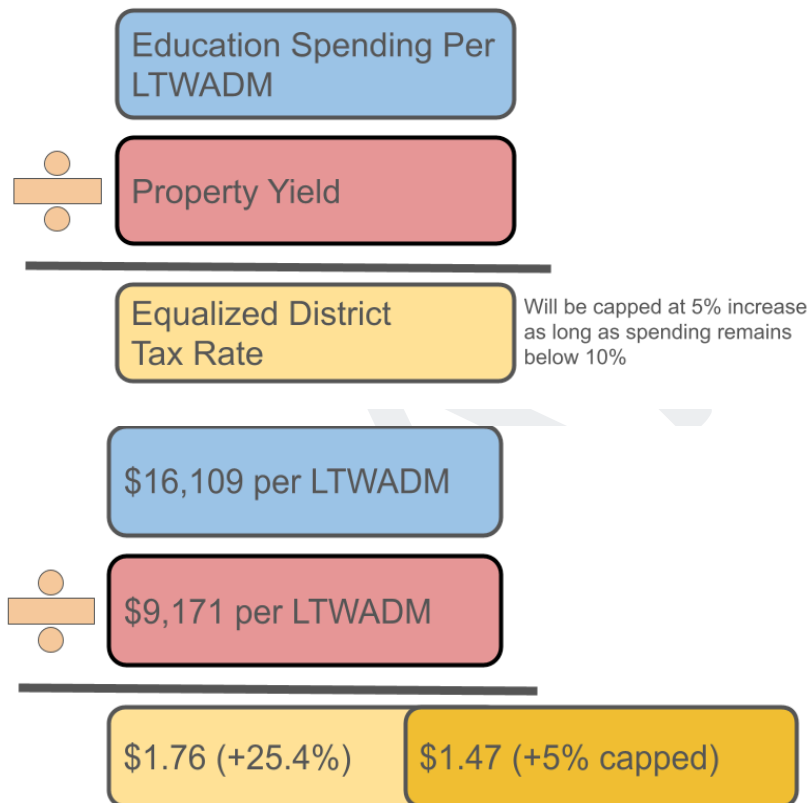 Education Spending Per
LTWADM
Property Yield
Equalized District
Tax Rate
Will be capped at 5% increase
as long as spending remains
below 10%
$16,109 per LTWADM
$9,171 per LTWADM
$1.76 (+25.4%)
$1.47 (+5% capped)